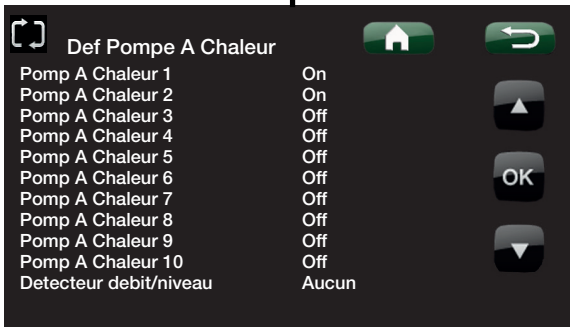 Def Pompe A Chaleur
Pomp A Chaleur 1 On
Pomp A Chaleur 2 On
Pomp A Chaleur 3 Off
Pomp A Chaleur 4 Off
Pomp A Chaleur 5 Off
Pomp A Chaleur 6 Off
Pomp A Chaleur 7 Off
Pomp A Chaleur 8 Off
Pomp A Chaleur 9 Off
Pomp A Chaleur 10 Off
Detecteur debit/niveau Aucun
OK